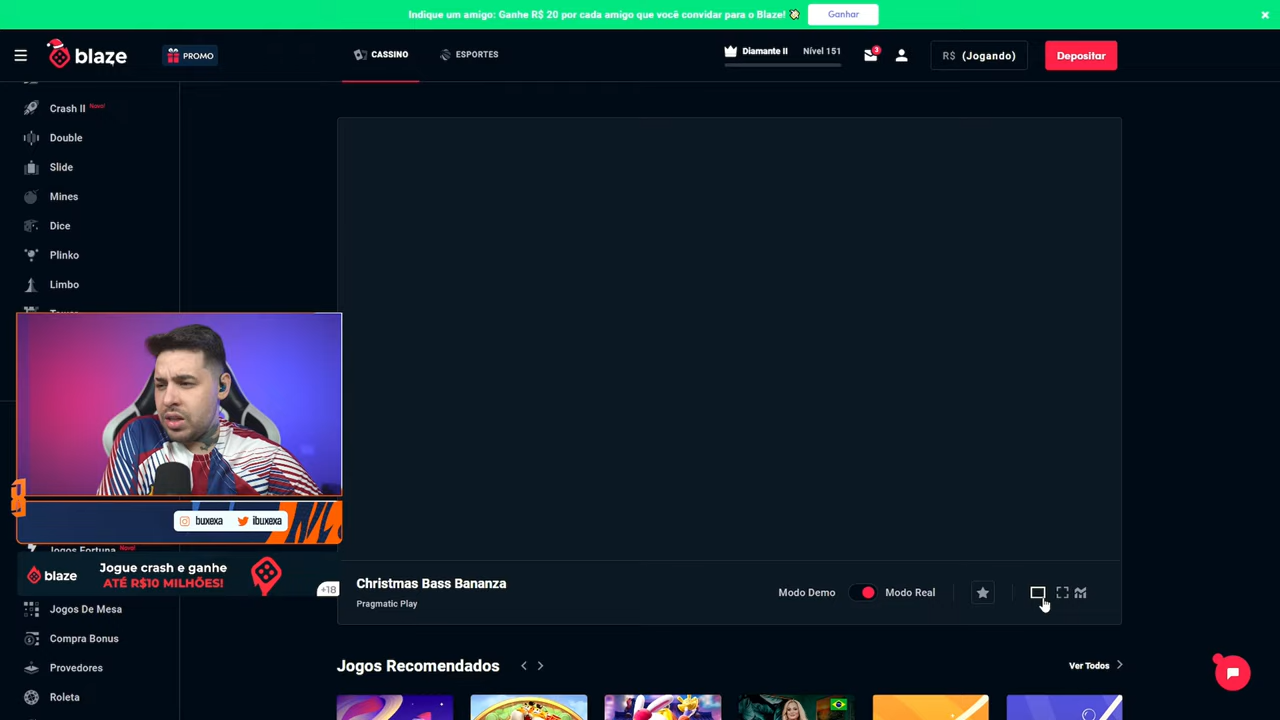 Indique um amigo: Ganhe R$ 20 por cada amigo que você convidar para o Blaze!
Ganhar
blaze
PROMO
CASSINO
ESPORTES
Diamante II
Nível 151
3
R$ (Jogando)
Depositar
Crash II Novo!
Double
Slide
Mines
Dice
Plinko
Limbo
buxexa
ibuxexa
Jogos Fortuna Novo!
blaze
Jogue crash e ganhe
ATÉ R$10 MILHÕES!
+18
Jogos De Mesa
Compra Bonus
Provedores
Roleta
Christmas Bass Bananza
Pragmatic Play
Modo Demo
Modo Real
Jogos Recomendados
Ver Todos